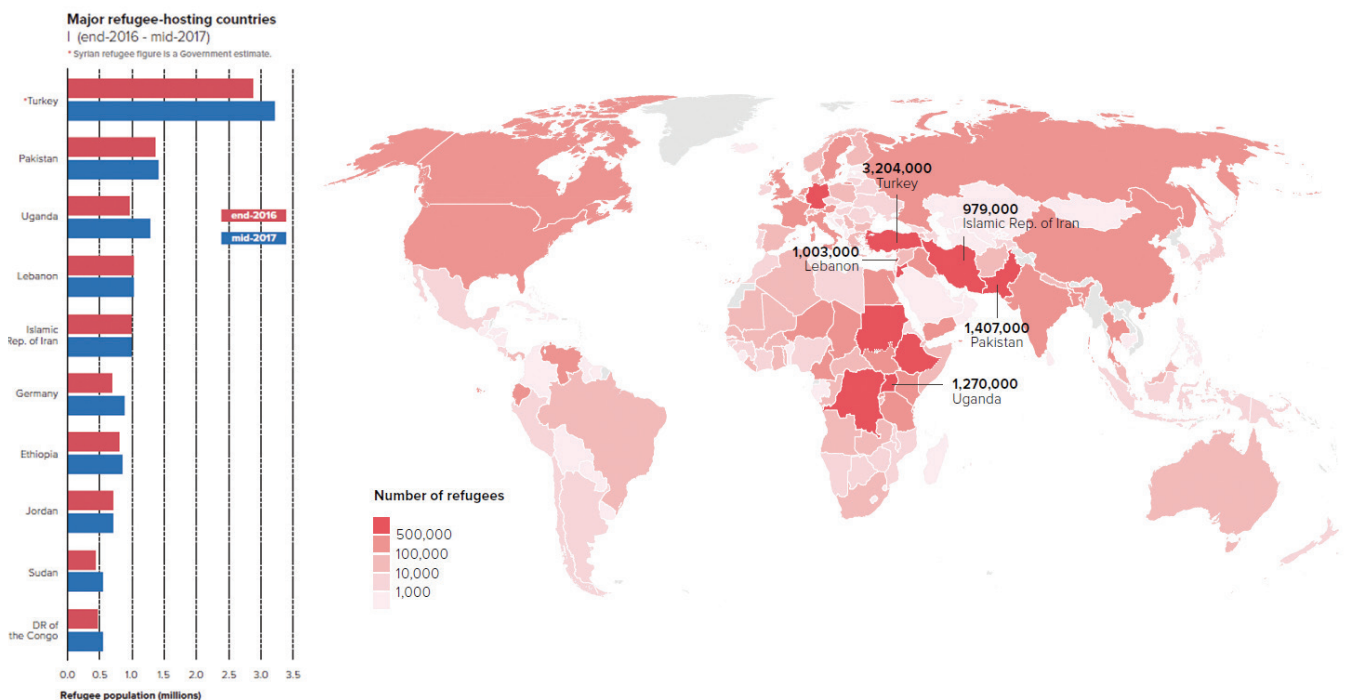 Major refugee-hosting countries
| (end-2016 - mid-2017)
* Syrian refugee figure is a Government estimate.
*Turkey
Pakistan
Uganda
Lebanon
Islamic
Rep. of Iran
Germany
Ethiopia
Jordan
Sudan
DR of
the Congo
end-2016
mid-2017
0.0 0.5 1.0 1.5 2.0 2.5 3.0 3.5
Refugee population (millions)
3,204,000
Turkey
979,000
Islamic Rep. of Iran
1,003,000
Lebanon
1,407,000
Pakistan
1,270,000
Uganda
Number of refugees
500,000
100,000
10,000
1,000